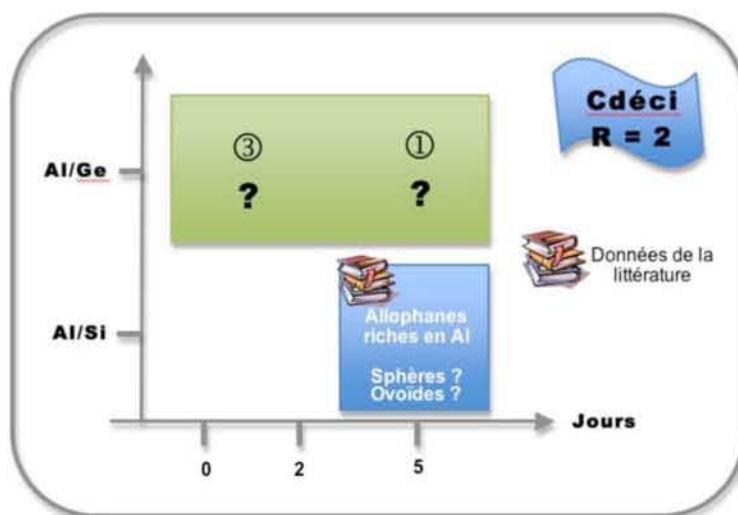 Cdéci
R = 2
Al/Ge
③ ①
? ?
Données de la
littérature
Allophanes
riches en Al
Sphères ?
Ovoïdes ?
Al/Si
Jours
0 2 5